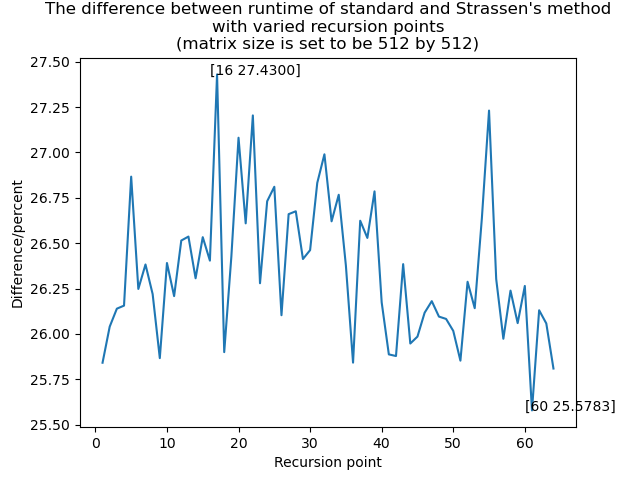 The difference between runtime of standard and Strassen's method
with varied recursion points
(matrix size is set to be 512 by 512)
27.50
[16 27.4300]
27.25
27.00
26.75
26.50
26.25
26.00
25.75
25.50
[60 25.5783]
Difference/percent
0 10 20 30 40 50 60
Recursion point